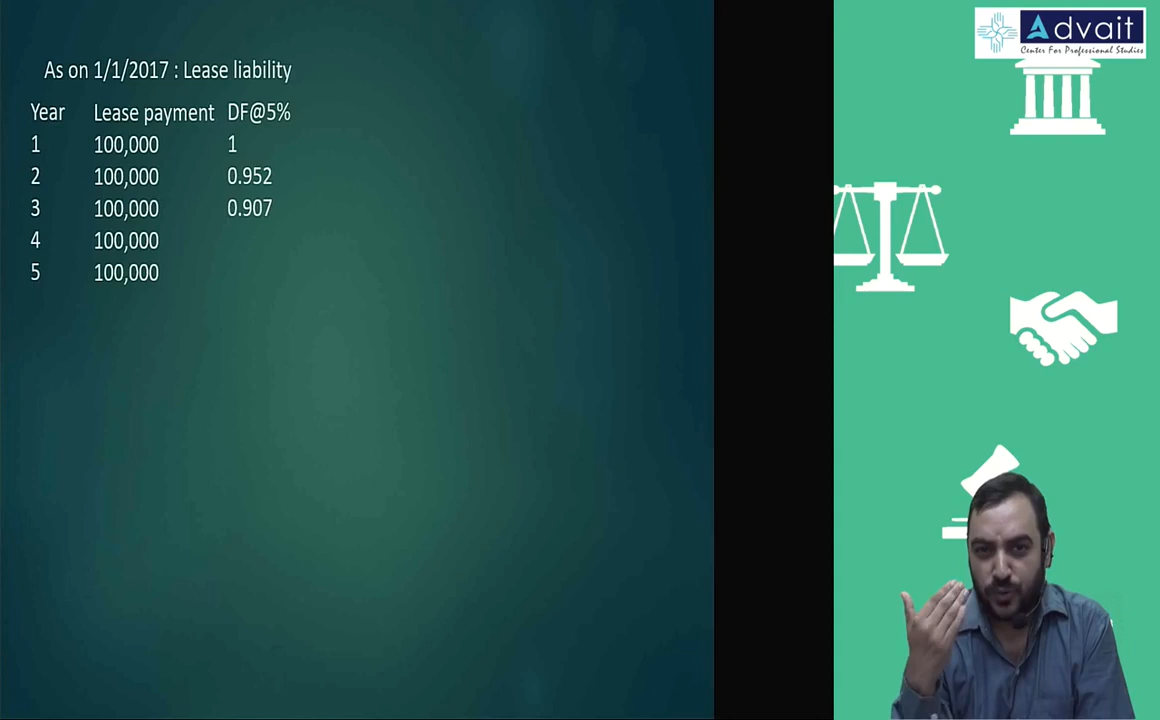 As on 1/1/2017 : Lease liability
Year Lease payment DF@5%
1 100,000 1
2 100,000 0.952
3 100,000 0.907
4 100,000
5 100,000
Advait
Center For Professional Studies